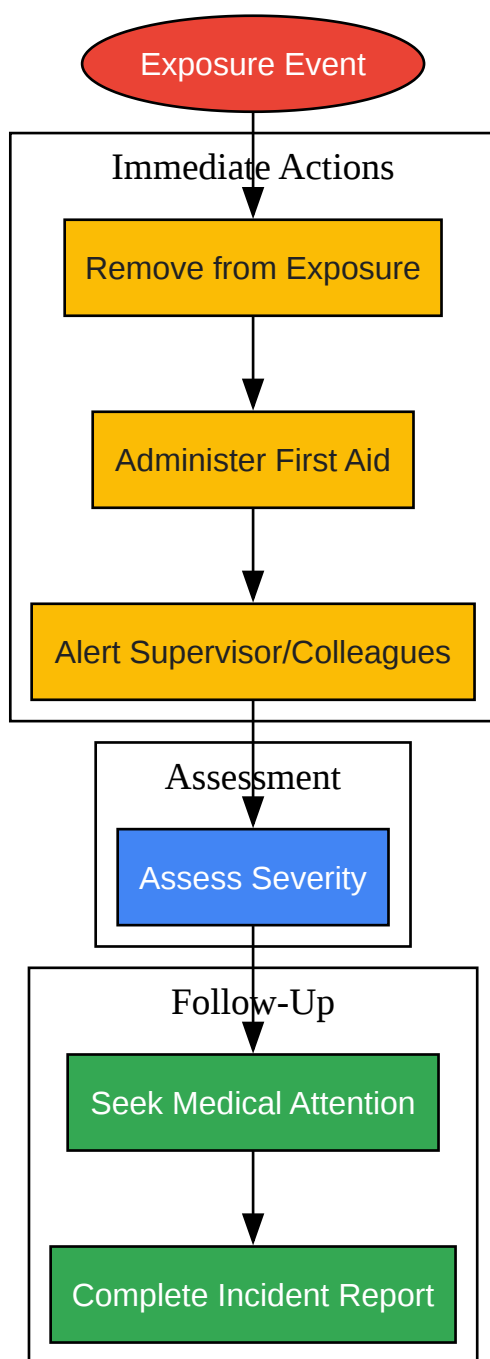 Exposure Event
Immediate Actions
Remove from Exposure
Administer First Aid
Alert Supervisor/Colleagues
Assessment
Assess Severity
Follow-Up
Seek Medical Attention
Complete Incident Report